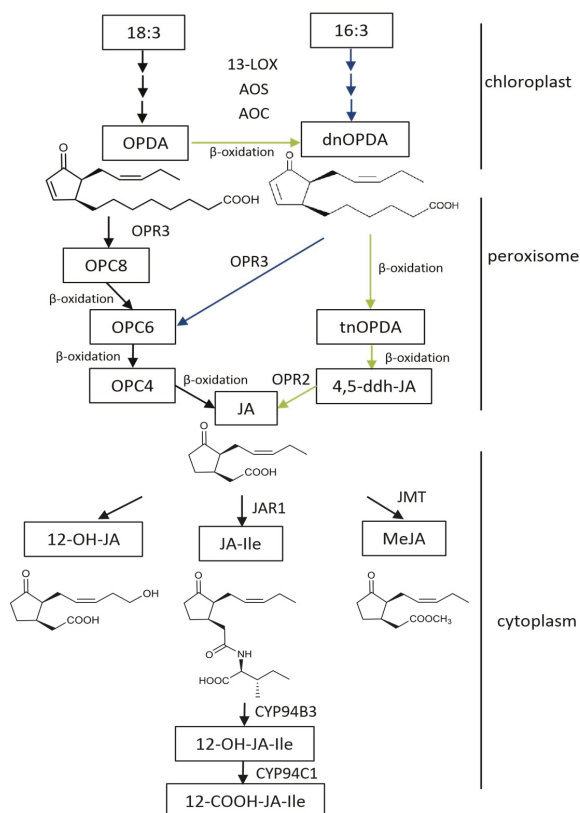 18:3
16:3
13-LOX
AOS
AOC
chloroplast
OPDA
dnOPDA
β-oxidation
O
O
COOH
COOH
OPR3
OPC8
OPR3
β-oxidation
peroxisome
β-oxidation
OPC6
tnOPDA
β-oxidation
β-oxidation
OPC4
β-oxidation
OPR2
4,5-ddh-JA
JA
O
COOH
JAR1
JMT
12-OH-JA
JA-Ile
MeJA
O
OH
COOH
O
O
NH
HOOC
O
COOCH₃
cytoplasm
CYP94B3
12-OH-JA-Ile
CYP94C1
12-COOH-JA-Ile